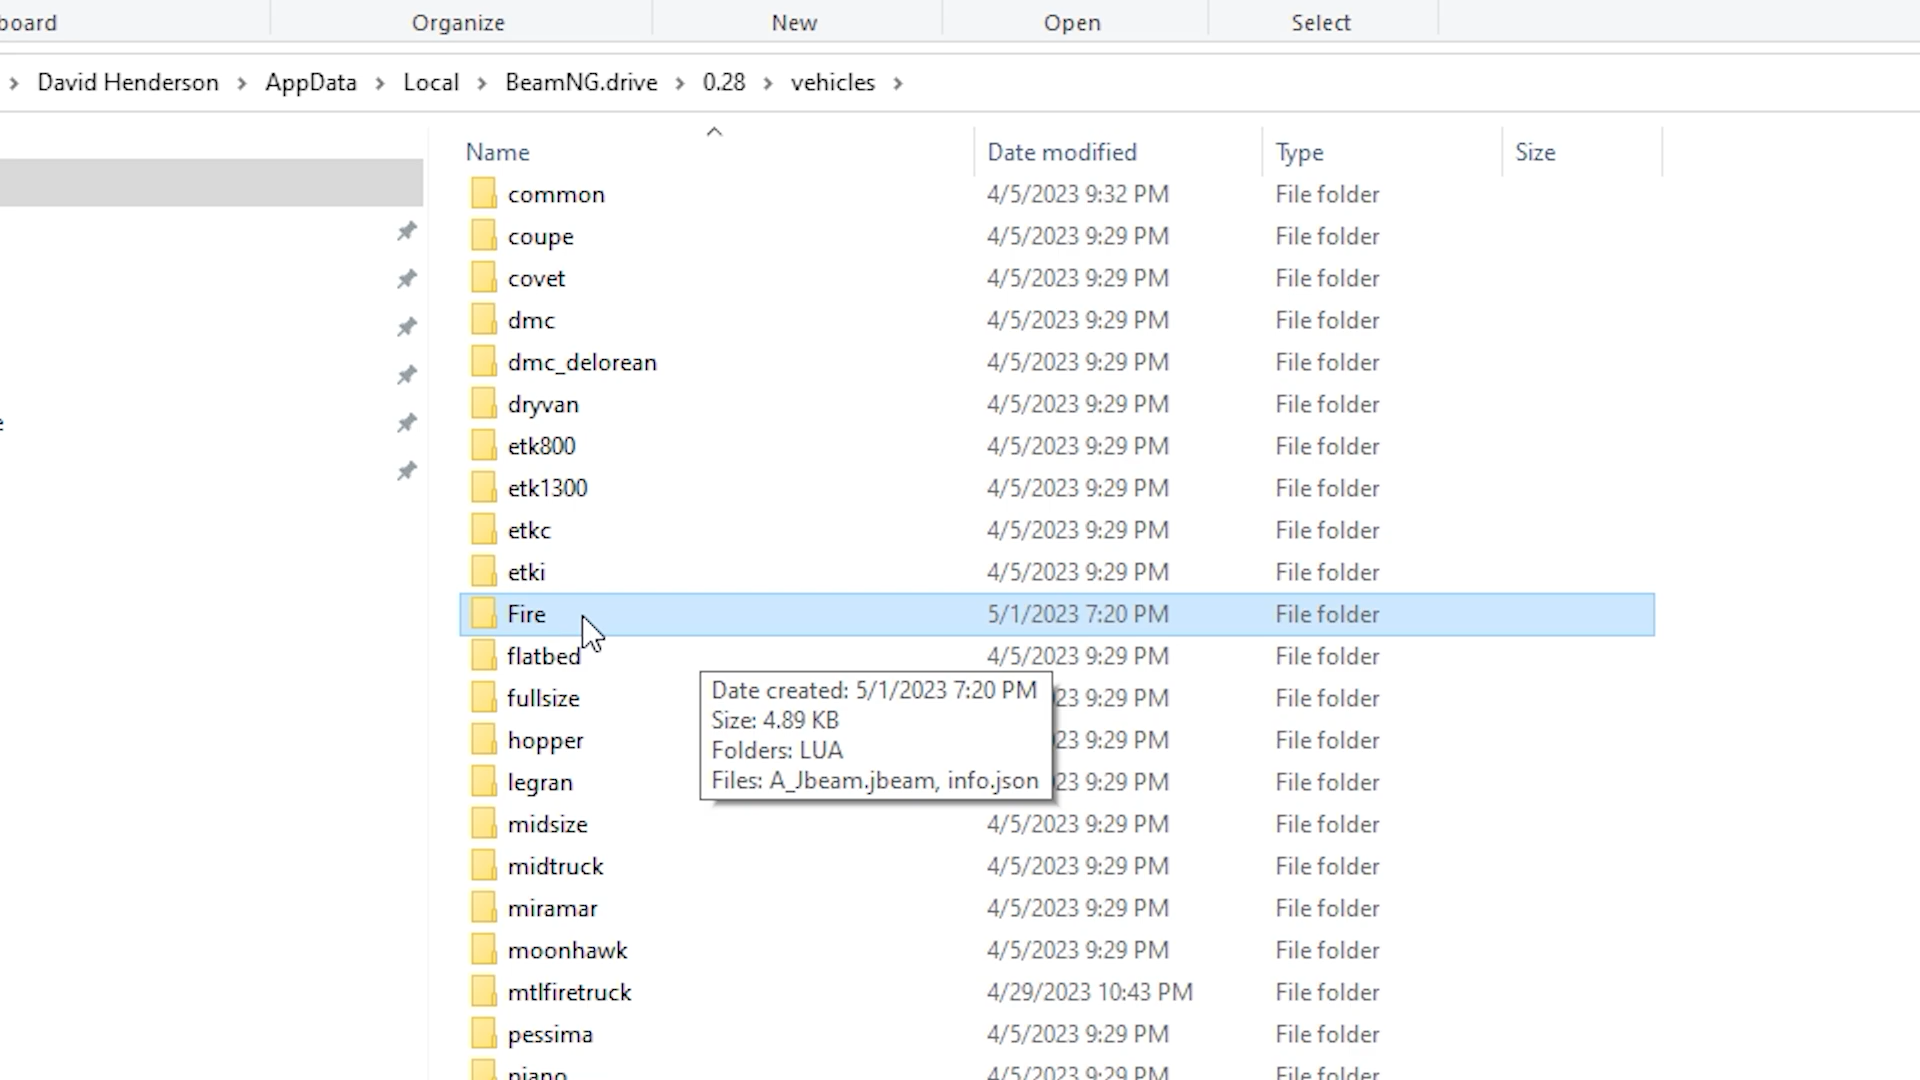 board Organize New Open Select
David Henderson AppData Local BeamNG.drive 0.28 vehicles
Name Date modified Type Size
common 4/5/2023 9:32 PM File folder
coupe 4/5/2023 9:29 PM File folder
covet 4/5/2023 9:29 PM File folder
dmc 4/5/2023 9:29 PM File folder
dmc_delorean 4/5/2023 9:29 PM File folder
dryvan 4/5/2023 9:29 PM File folder
etk800 4/5/2023 9:29 PM File folder
etk1300 4/5/2023 9:29 PM File folder
etkc 4/5/2023 9:29 PM File folder
etki 4/5/2023 9:29 PM File folder
Fire 5/1/2023 7:20 PM File folder
flatbed 4/5/2023 9:29 PM File folder
Date created: 5/1/2023 7:20 PM
Size: 4.89 KB
Folders: LUA
Files: A_Jbeam.jbeam, info.json
fullsize 23 9:29 PM File folder
hopper 23 9:29 PM File folder
legran 23 9:29 PM File folder
midsize 4/5/2023 9:29 PM File folder
midtruck 4/5/2023 9:29 PM File folder
miramar 4/5/2023 9:29 PM File folder
moonhawk 4/5/2023 9:29 PM File folder
mtlfiretruck 4/29/2023 10:43 PM File folder
pessima 4/5/2023 9:29 PM File folder
piano 4/5/2023 9:29 PM File folder